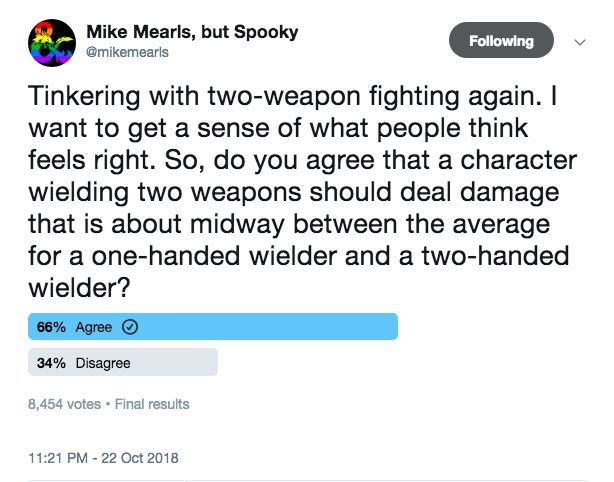 Mike Mearls, but Spooky
@mikemearls
Following
Tinkering with two-weapon fighting again. I
want to get a sense of what people think
feels right. So, do you agree that a character
wielding two weapons should deal damage
that is about midway between the average
for a one-handed wielder and a two-handed
wielder?
66% Agree
34% Disagree
8,454 votes • Final results
11:21 PM - 22 Oct 2018